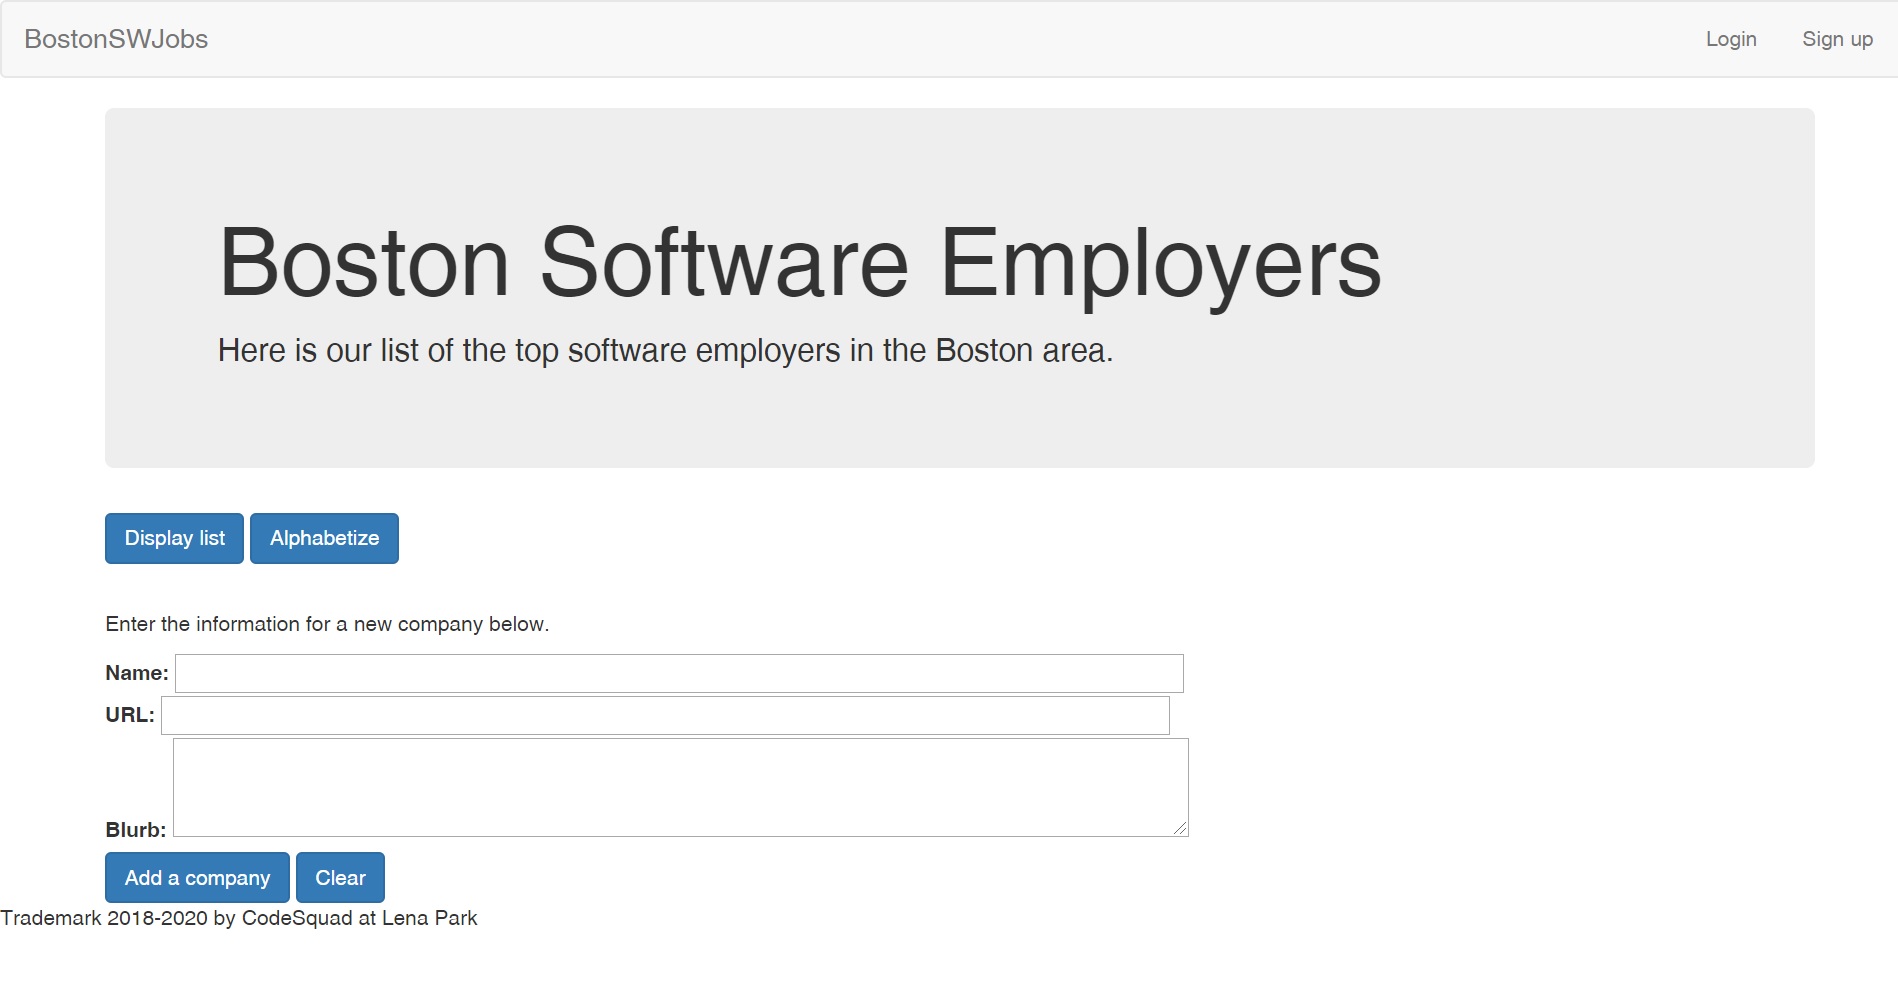 BostonSWJobs Login Sign up
Boston Software Employers
Here is our list of the top software employers in the Boston area.
Display list Alphabetize
Enter the information for a new company below.
Name:
URL:
Blurb:
Add a company Clear
Trademark 2018-2020 by CodeSquad at Lena Park